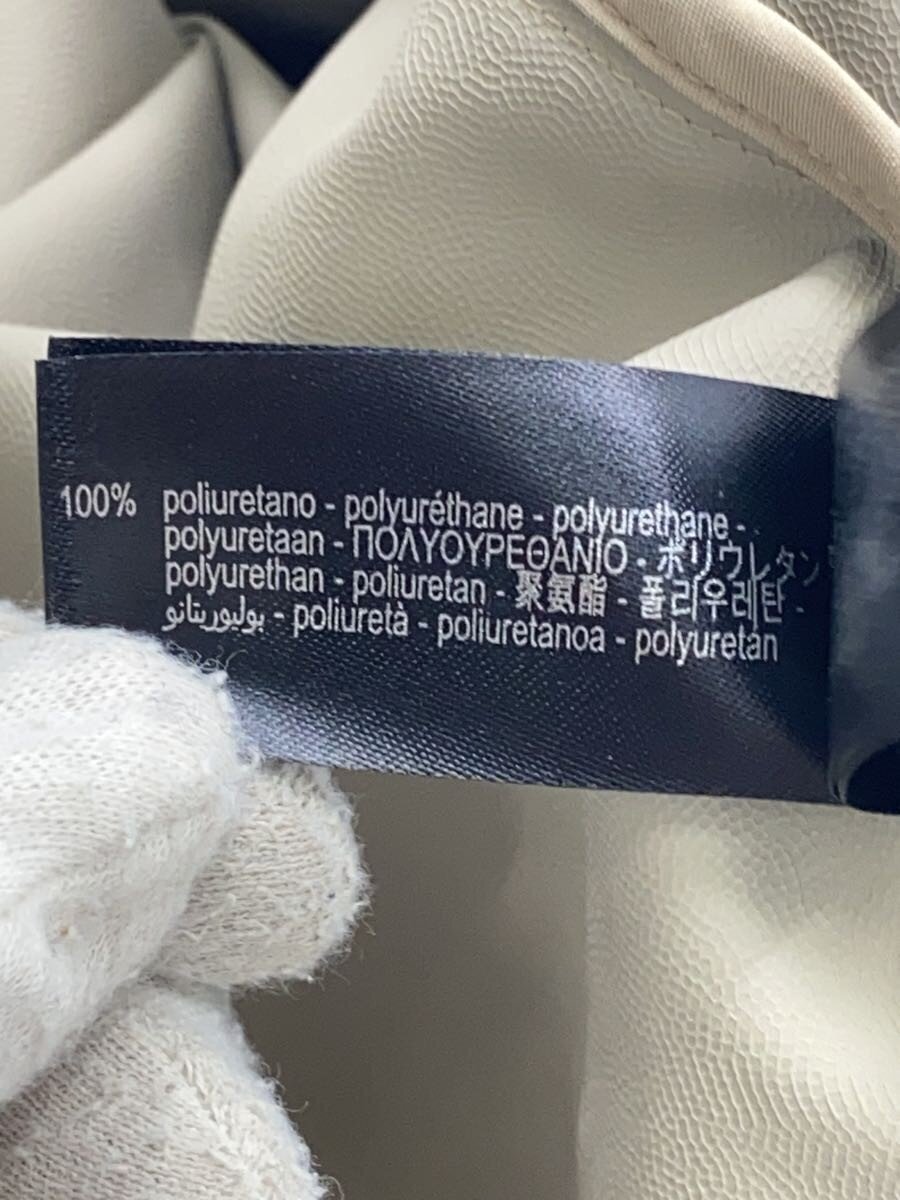 100% poliuretano - polyuréthane - polyurethane -
polyuretaan - ΠΟΛΥΟΥΡΕΘΑΝΙΟ - ポリウレタン
polyurethan - poliuretan - 聚氨酯 - 폴리우레탄 -
بوليوريتانو - poliuretà - poliuretanoa - polyuretán